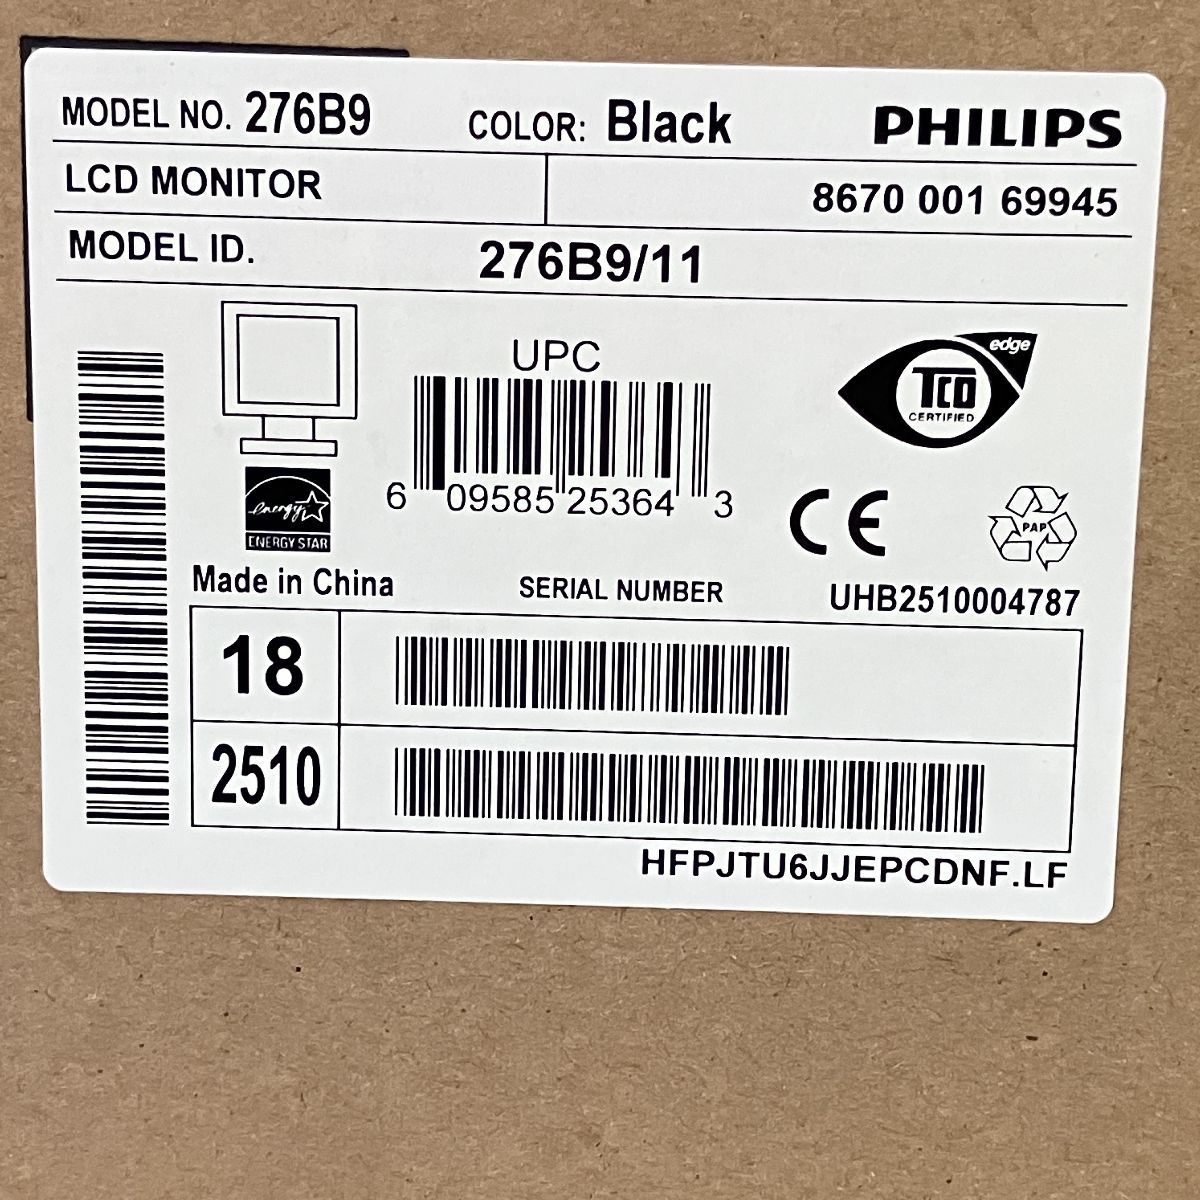 MODEL NO. 276B9 COLOR: Black PHILIPS
LCD MONITOR 8670 001 69945
MODEL ID. 276B9/11
UPC
edge
TCO
CERTIFIED
6 09585 25364 3
energy
ENERGY STAR
PAP
Made in China SERIAL NUMBER UHB2510004787
18
2510
HFPJTU6JJEPCDNF.LF